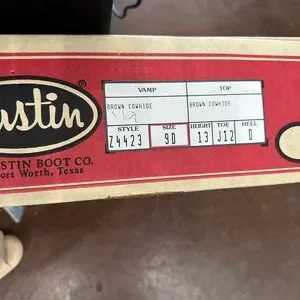 ustin ®
VAMP TOP
BROWN COWHIDE BROWN COWHIDE
STYLE SIZE HEIGHT TOE HEEL
Z4423 9D 13 J12 D
STIN BOOT CO.
ort Worth, Texas